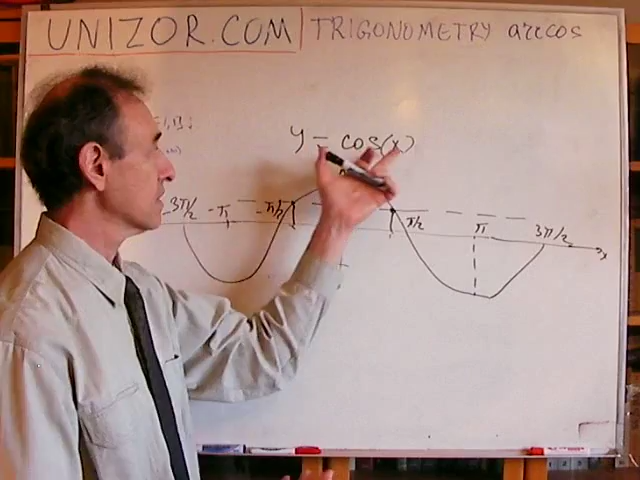 UNIZOR.COM | TRIGONOMETRY arccos
y = cos(x)
-3π/2 -π -π/2 π/2 π 3π/2
x